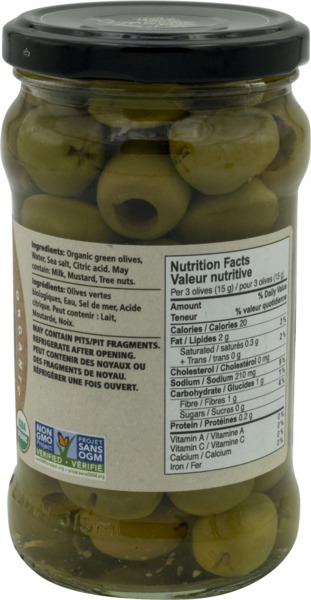 Ingredients: Organic green olives,
Water, Sea salt, Citric acid. May
contain: Milk, Mustard, Tree nuts.
Ingrédients: Olives vertes
biologiques, Eau, Sel de mer, Acide
citrique. Peut contenir : Lait,
Moutarde, Noix.
MAY CONTAIN PITS/PIT FRAGMENTS.
REFRIGERATE AFTER OPENING.
PEUT CONTENIR DES NOYAUX OU
DES FRAGMENTS DE NOYAU.
RÉFRIGÉRER UNE FOIS OUVERT.
ORGANIC
NON
GMO
VERIFIED
PROJET
SANS
OGM
VÉRIFIÉ
Nutrition Facts
Valeur nutritive
Per 3 olives (15 g) / pour 3 olives (15 g)
Amount % Daily Value
Teneur % valeur quotidienne
Calories / Calories 20
Fat / Lipides 2 g 3%
Saturated / saturés 0.3 g
+ Trans / trans 0 g
Cholesterol / Cholestérol 0 mg
Sodium / Sodium 210 mg
Carbohydrate / Glucides 1 g
Fibre / Fibres 1 g
Sugars / Sucres 0 g
Protein / Protéines 0.2 g
Vitamin A / Vitamine A
Vitamin C / Vitamine C
Calcium / Calcium
Iron / Fer